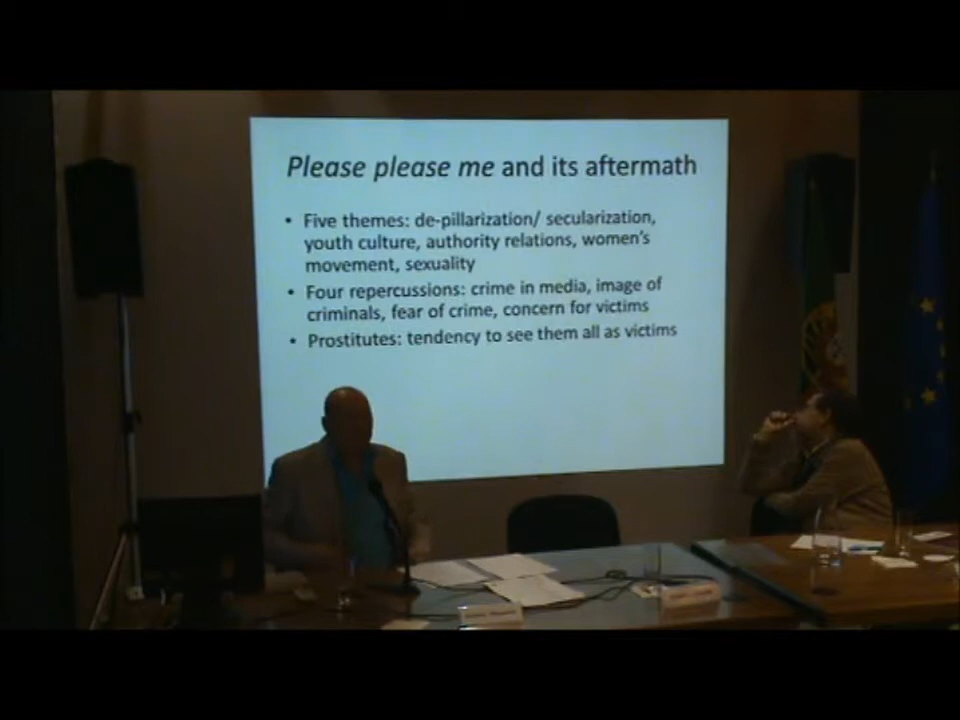 Please please me and its aftermath
• Five themes: de-pillarization/ secularization,
youth culture, authority relations, women's
movement, sexuality
• Four repercussions: crime in media, image of
criminals, fear of crime, concern for victims
• Prostitutes: tendency to see them all as victims